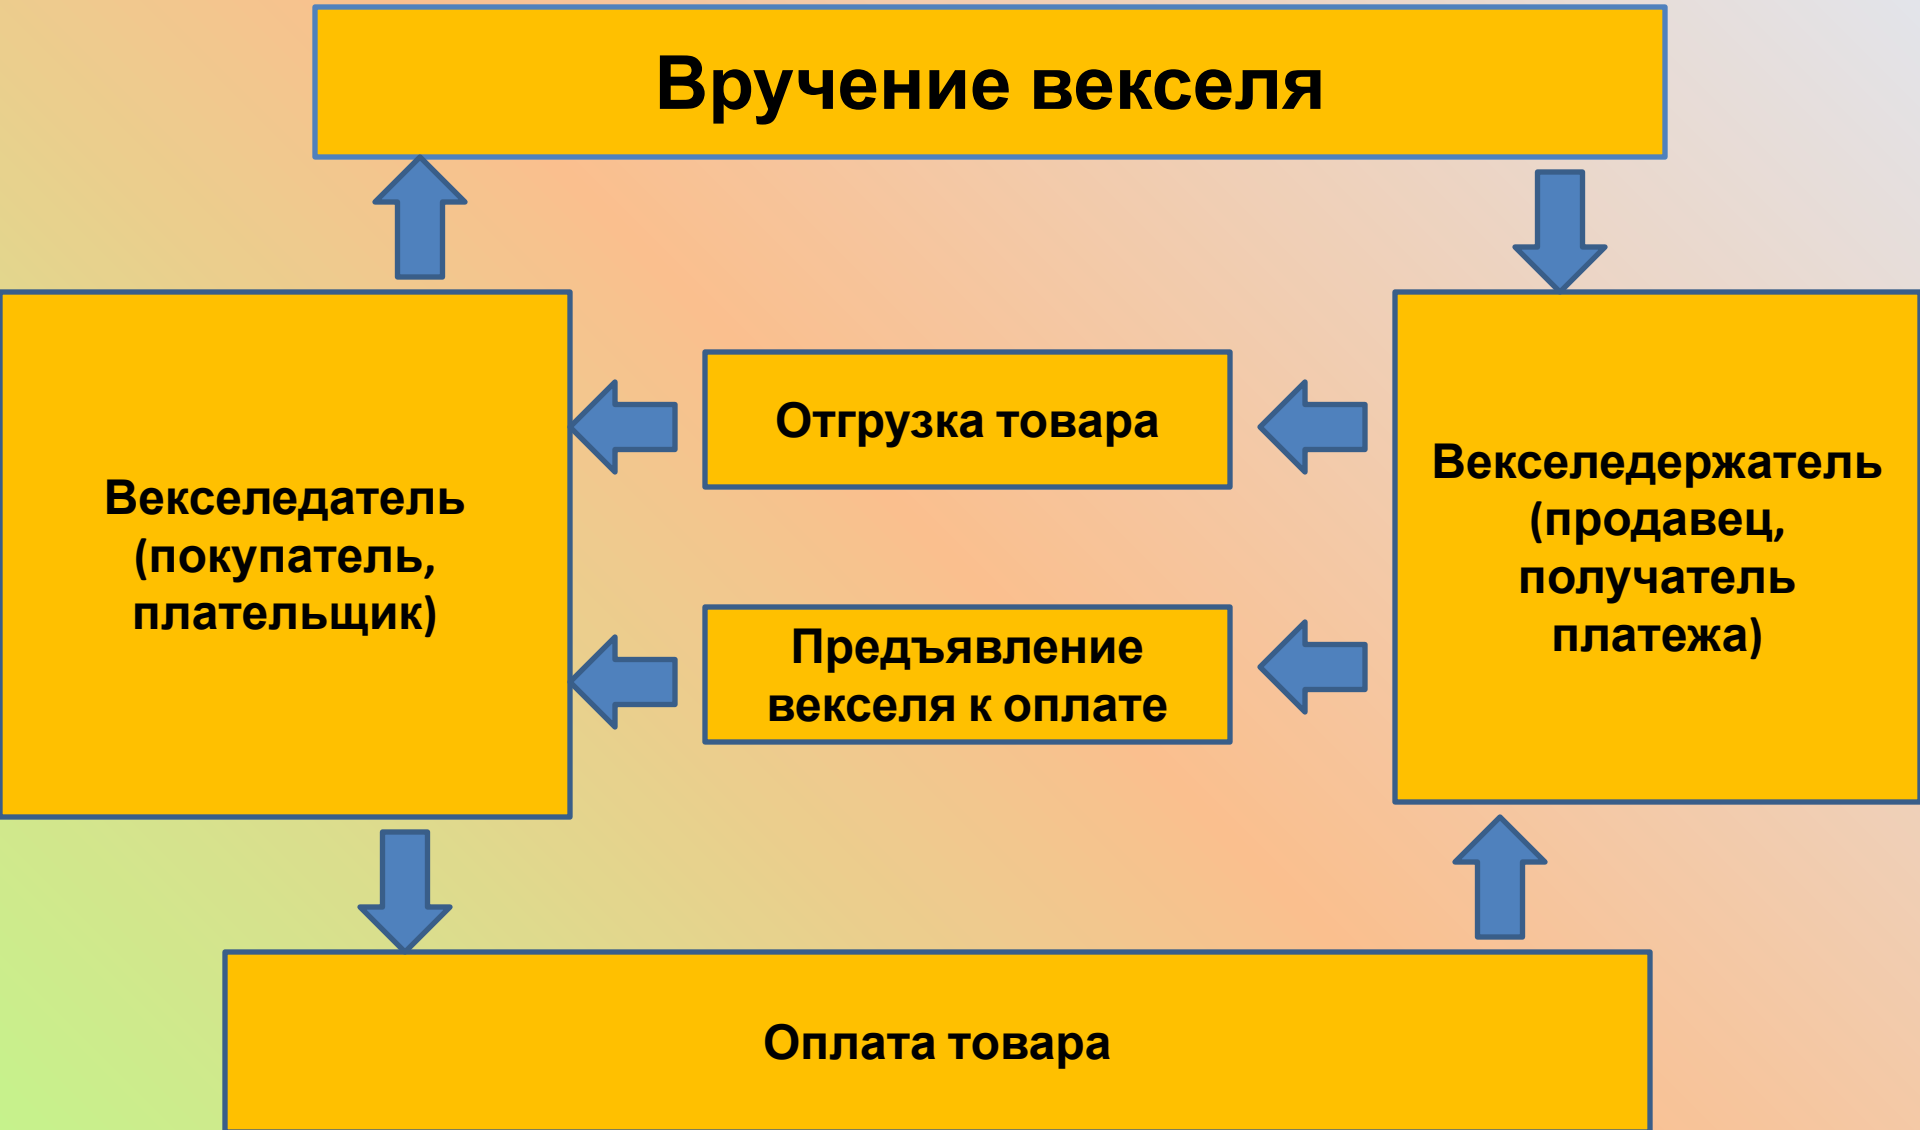 Вручение векселя
Векселедатель
(покупатель,
плательщик)
Отгрузка товара
Предъявление
векселя к оплате
Векселедержатель
(продавец,
получатель
платежа)
Оплата товара